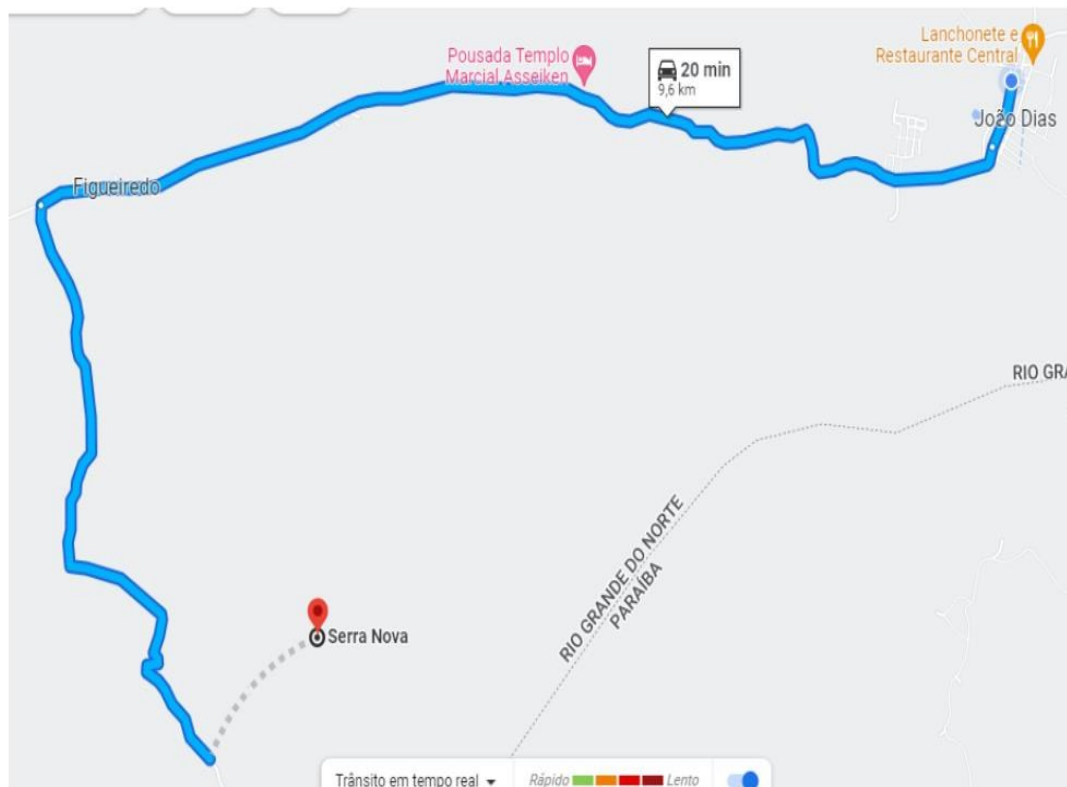 Lanchonete e
Restaurante Central
Pousada Templo
Marcial Asseiken
20 min
9,6 km
João Dias
Figueiredo
RIO GRA
RIO GRANDE DO NORTE
PARAÍBA
Serra Nova
Trânsito em tempo real
Rápido
Lento